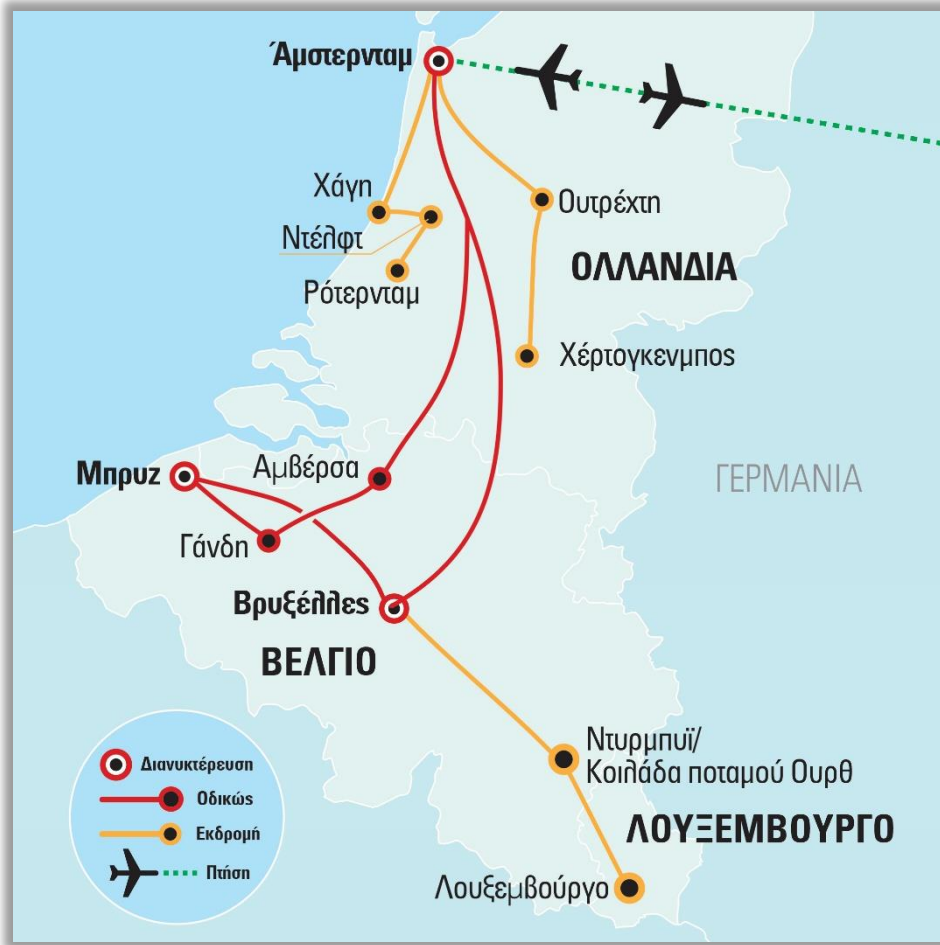 Άμστερνταμ
Χάγη
Ουτρέχτη
Ντέλφτ
ΟΛΛΑΝΔΙΑ
Ρότερνταμ
Χέρτογκενμπος
Μπρυζ
Αμβέρσα
ΓΕΡΜΑΝΙΑ
Γάνδη
Βρυξέλλες
ΒΕΛΓΙΟ
Ντυρμπυϊ/
Κοιλάδα ποταμού Ουρθ
ΛΟΥΞΕΜΒΟΥΡΓΟ
Λουξεμβούργο
Διανυκτέρευση
Οδικώς
Εκδρομή
Πτήση